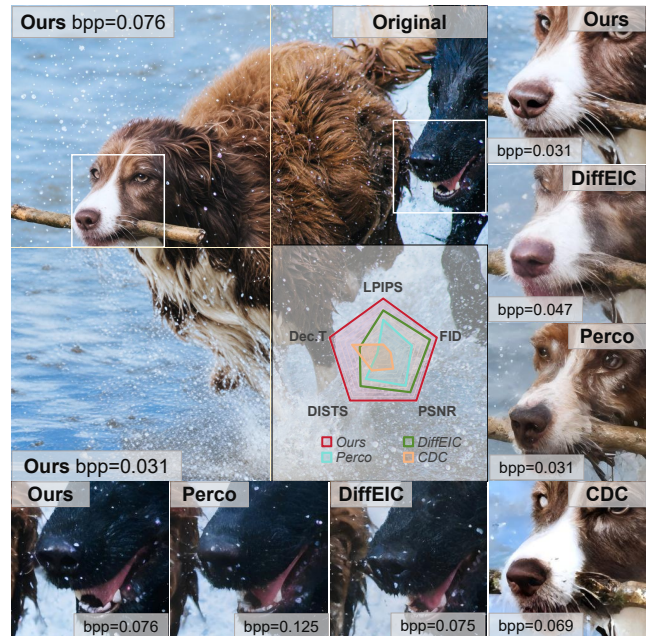 Ours bpp=0.076
Original
Ours
bpp=0.031
DiffEIC
bpp=0.047
LPIPS
Dec.T
FID
DISTS
PSNR
Ours
DiffEIC
Perco
CDC
Perco
bpp=0.031
Ours bpp=0.031
Ours
bpp=0.076
Perco
bpp=0.125
DiffEIC
bpp=0.075
CDC
bpp=0.069